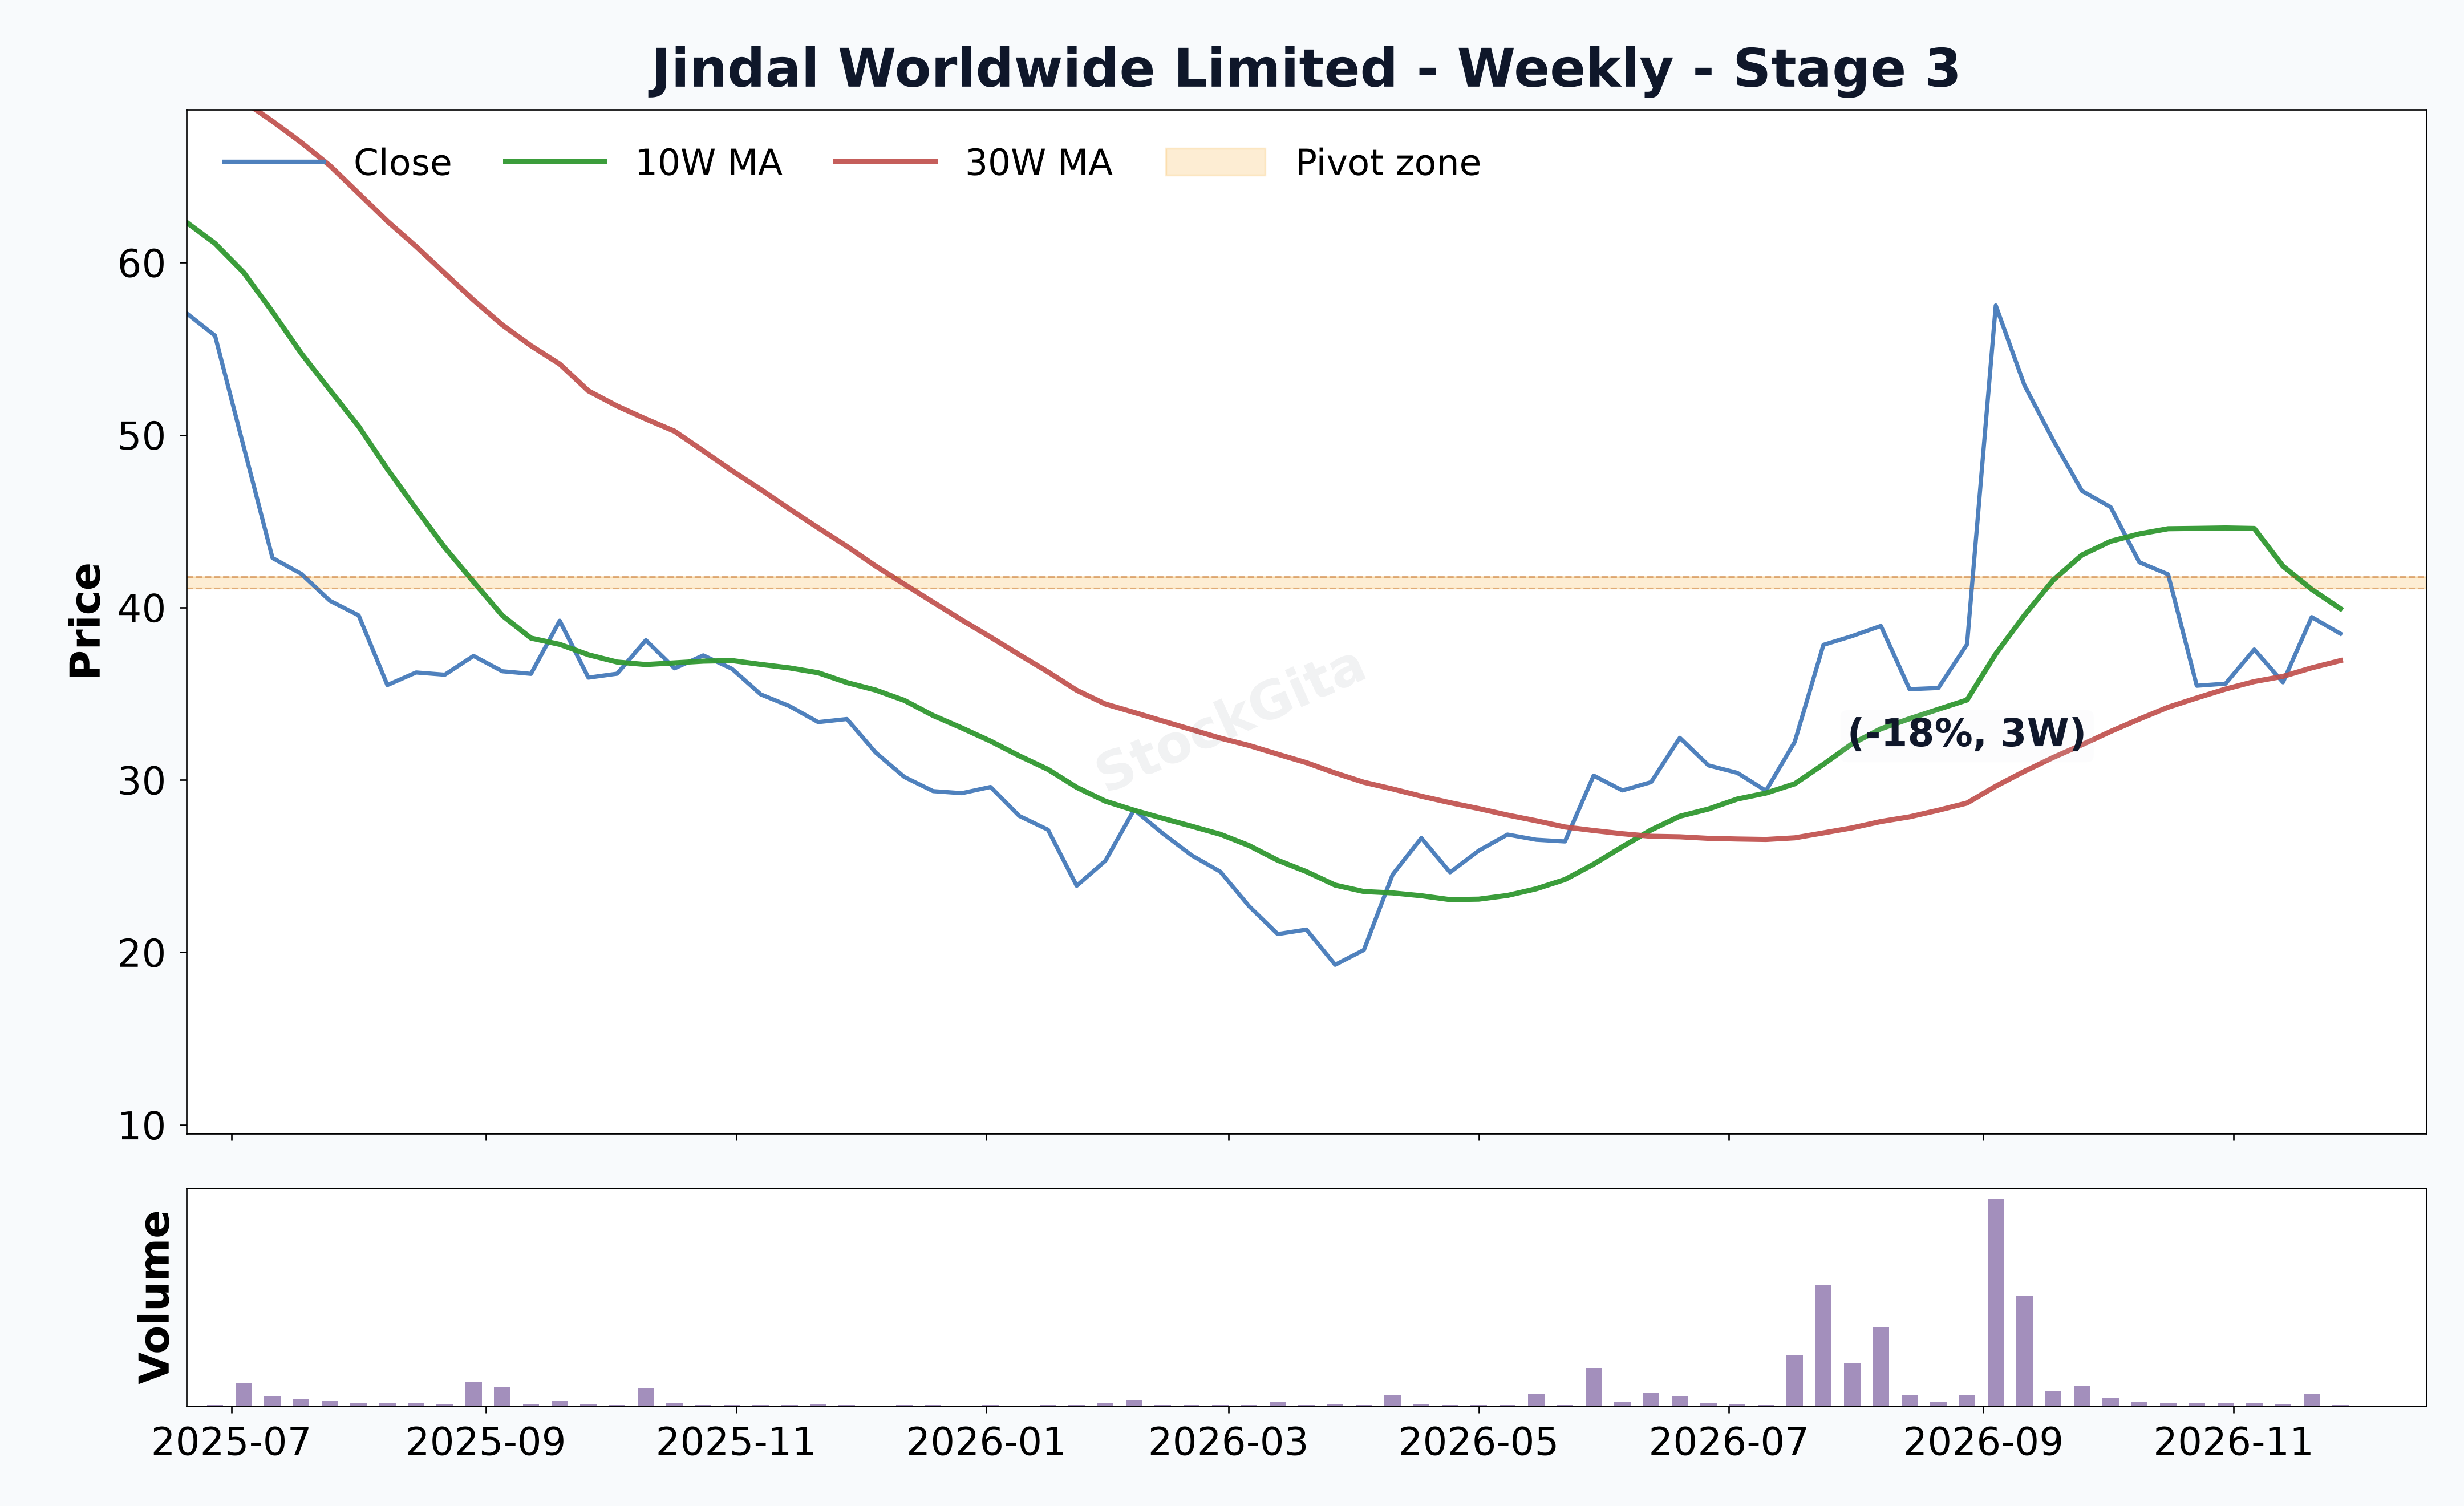 Jindal Worldwide Limited - Weekly - Stage 3
Close 10W MA 30W MA Pivot zone
Price
60
50
40
30
20
10
StockGita
(-18%, 3W)
Volume
2025-07 2025-09 2025-11 2026-01 2026-03 2026-05 2026-07 2026-09 2026-11